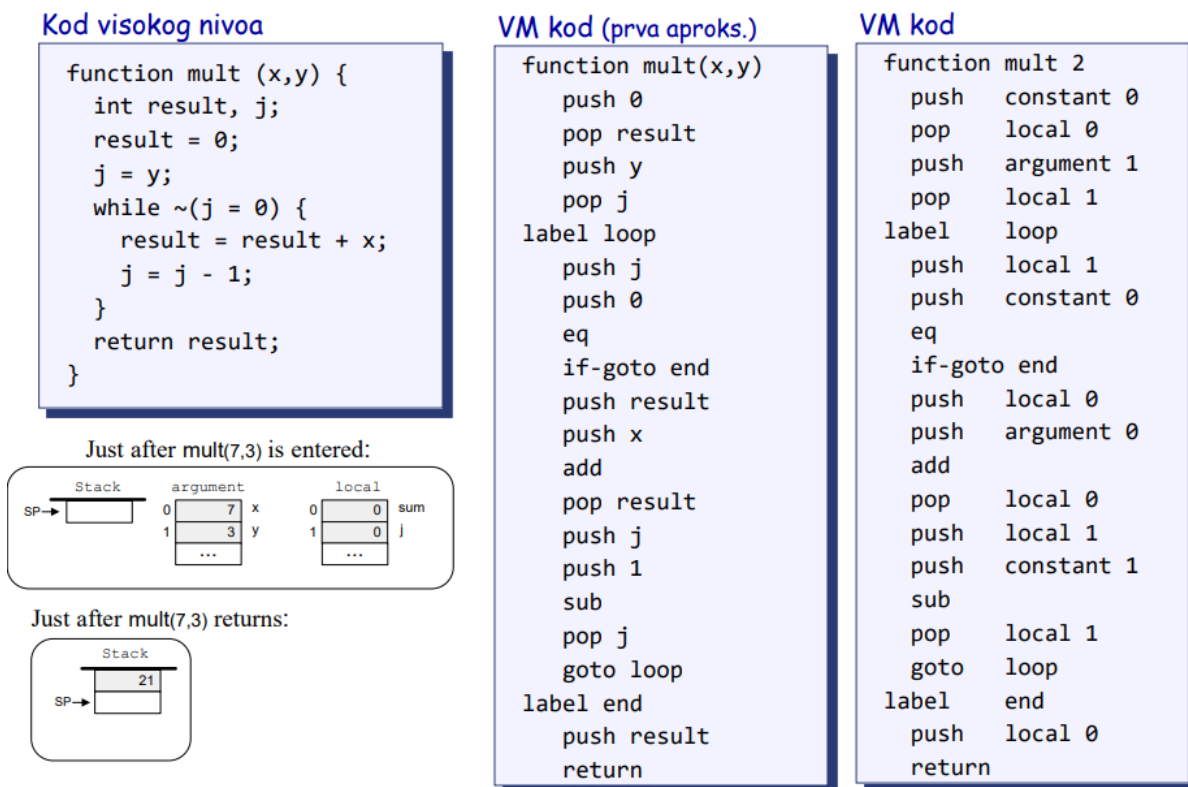 Kod visokog nivoa
function mult (x,y) {
int result, j;
result = 0;
j = y;
while ~(j = 0) {
result = result + x;
j = j - 1;
}
return result;
}
Just after mult(7,3) is entered:
Stack argument local
SP 0 7 x 0 0 sum
1 3 y 1 0 j
... ...
Just after mult(7,3) returns:
Stack
21
SP
VM kod (prva aproks.)
function mult(x,y)
push 0
pop result
push y
pop j
label loop
push j
push 0
eq
if-goto end
push result
push x
add
pop result
push j
push 1
sub
pop j
goto loop
label end
push result
return
VM kod
function mult 2
push constant 0
pop local 0
push argument 1
pop local 1
label loop
push local 1
push constant 0
eq
if-goto end
push local 0
push argument 0
add
pop local 0
push local 1
push constant 1
sub
pop local 1
goto loop
label end
push local 0
return